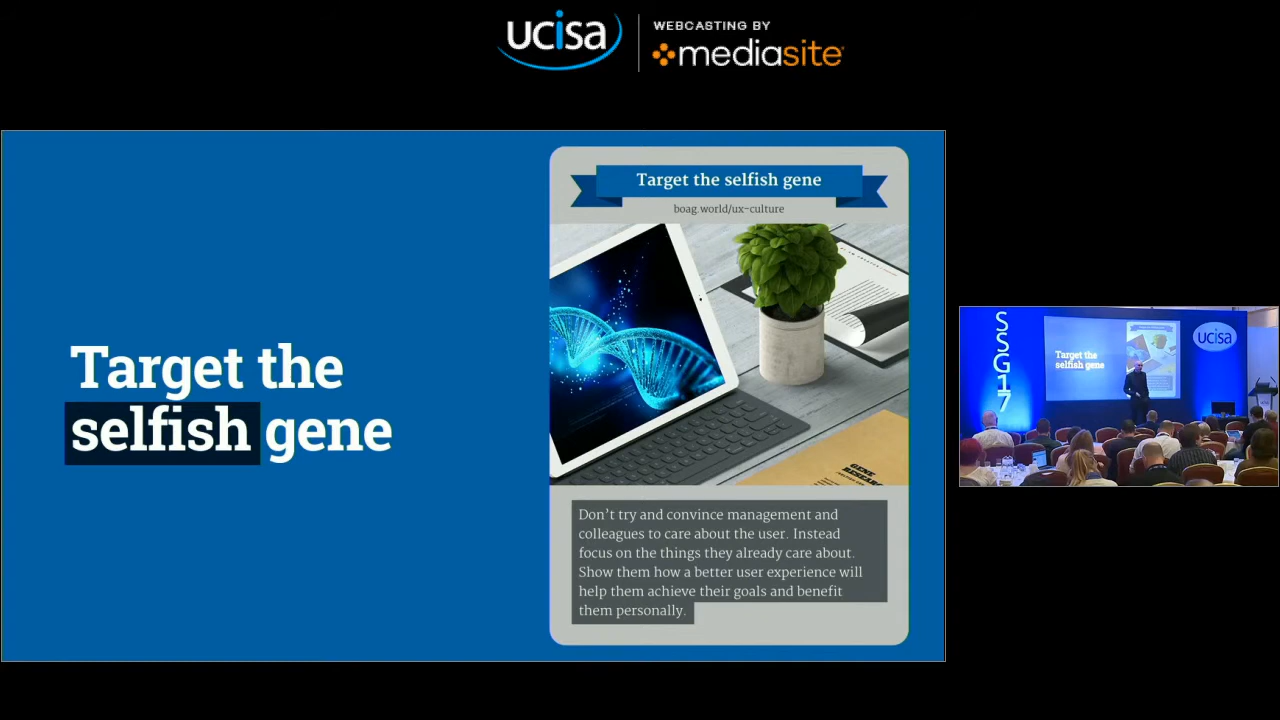 ucisa
WEBCASTING BY
mediasite
Target the
selfish gene
Target the selfish gene
boag.world/ux-culture
GENE
RESEARC
Don't try and convince management and
colleagues to care about the user. Instead
focus on the things they already care about.
Show them how a better user experience will
help them achieve their goals and benefit
them personally.
SSG17
Target the
selfish gene
ucisa